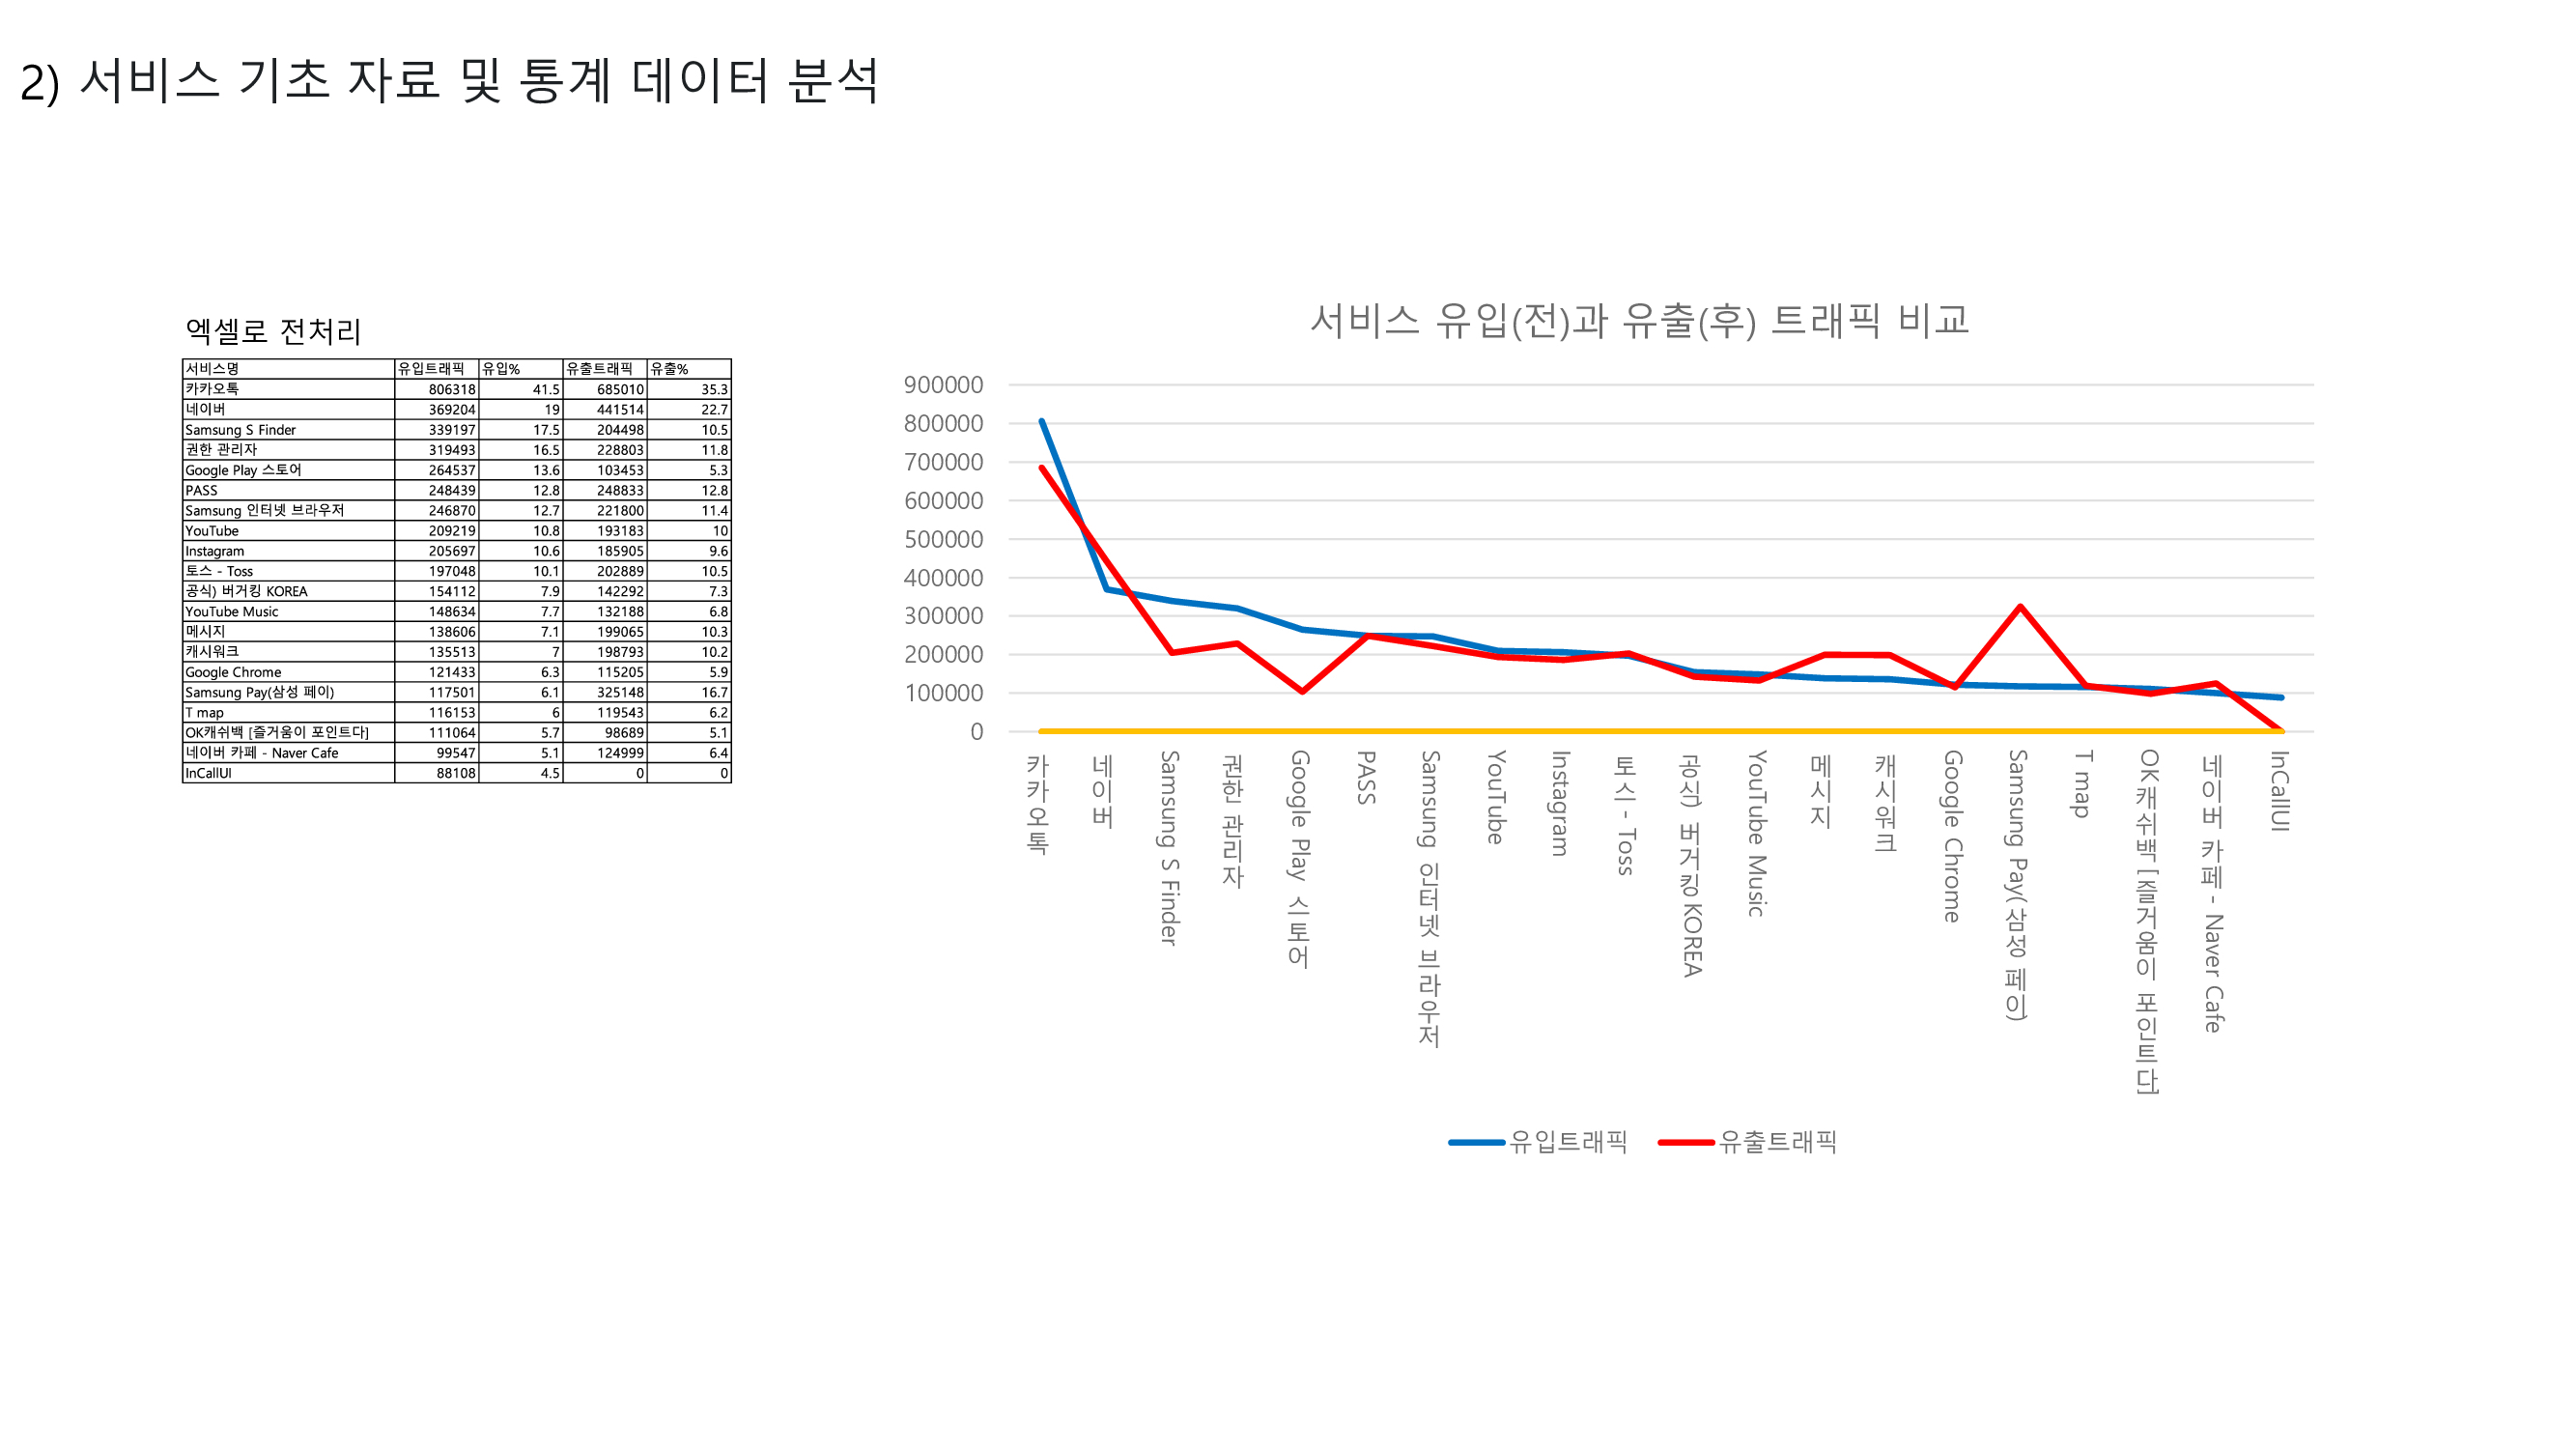 2) 서비스 기초 자료 및 통계 데이터 분석
엑셀로 전처리
서비스명 유입트래픽 유입% 유출트래픽 유출%
카카오톡 806318 41.5 685010 35.3
네이버 369204 19 441514 22.7
Samsung S Finder 339197 17.5 204498 10.5
권한 관리자 319493 16.5 228803 11.8
Google Play 스토어 264537 13.6 103453 5.3
PASS 248439 12.8 248833 12.8
Samsung 인터넷 브라우저 246870 12.7 221800 11.4
YouTube 209219 10.8 193183 10
Instagram 205697 10.6 185905 9.6
토스 - Toss 197048 10.1 202889 10.5
공식) 버거킹 KOREA 154112 7.9 142292 7.3
YouTube Music 148634 7.7 132188 6.8
메시지 138606 7.1 199065 10.3
캐시워크 135513 7 198793 10.2
Google Chrome 121433 6.3 115205 5.9
Samsung Pay(삼성 페이) 117501 6.1 325148 16.7
T map 116153 6 119543 6.2
OK캐쉬백 [즐거움이 포인트다] 111064 5.7 98689 5.1
네이버 카페 - Naver Cafe 99547 5.1 124999 6.4
InCallUI 88108 4.5 0 0
서비스 유입(전)과 유출(후) 트래픽 비교
900000
800000
700000
600000
500000
400000
300000
200000
100000
0
카카오톡
네이버
Samsung S Finder
권한 관리자
Google Play 스토어
PASS
Samsung 인터넷 브라우저
YouTube
Instagram
토스 - Toss
공식) 버거킹 KOREA
YouTube Music
메시지
캐시워크
Google Chrome
Samsung Pay(삼성 페이)
T map
OK캐쉬백 [즐거움이 포인트다]
네이버 카페 - Naver Cafe
InCallUI
유입트래픽 유출트래픽